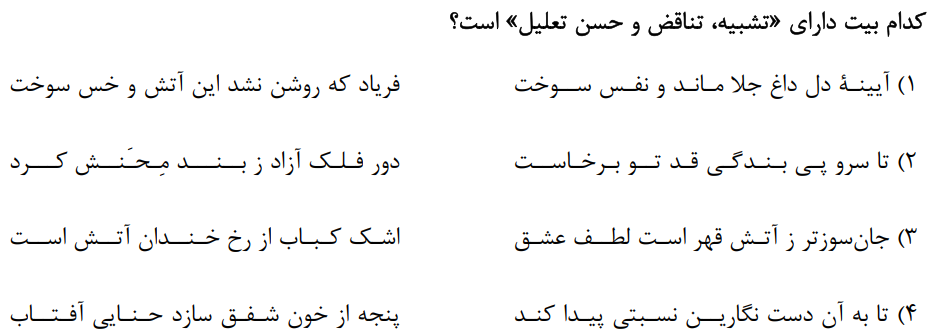 کدام بیت دارای «تشبیه، تناقض و حسن تعلیل» است؟
۱) آیینهٔ دل داغ جلا ماند و نفس سوخت فریاد که روشن نشد این آتش و خس سوخت
۲) تا سرو پی بندگی قد تو برخاست دور فلک آزاد ز بند مِحَنش کرد
۳) جان‌سوزتر ز آتش قهر است لطف عشق اشک کباب از رخ خندان آتش است
۴) تا به آن دست نگارین نسبتی پیدا کند پنجه از خون شفق سازد حنایی آفتاب